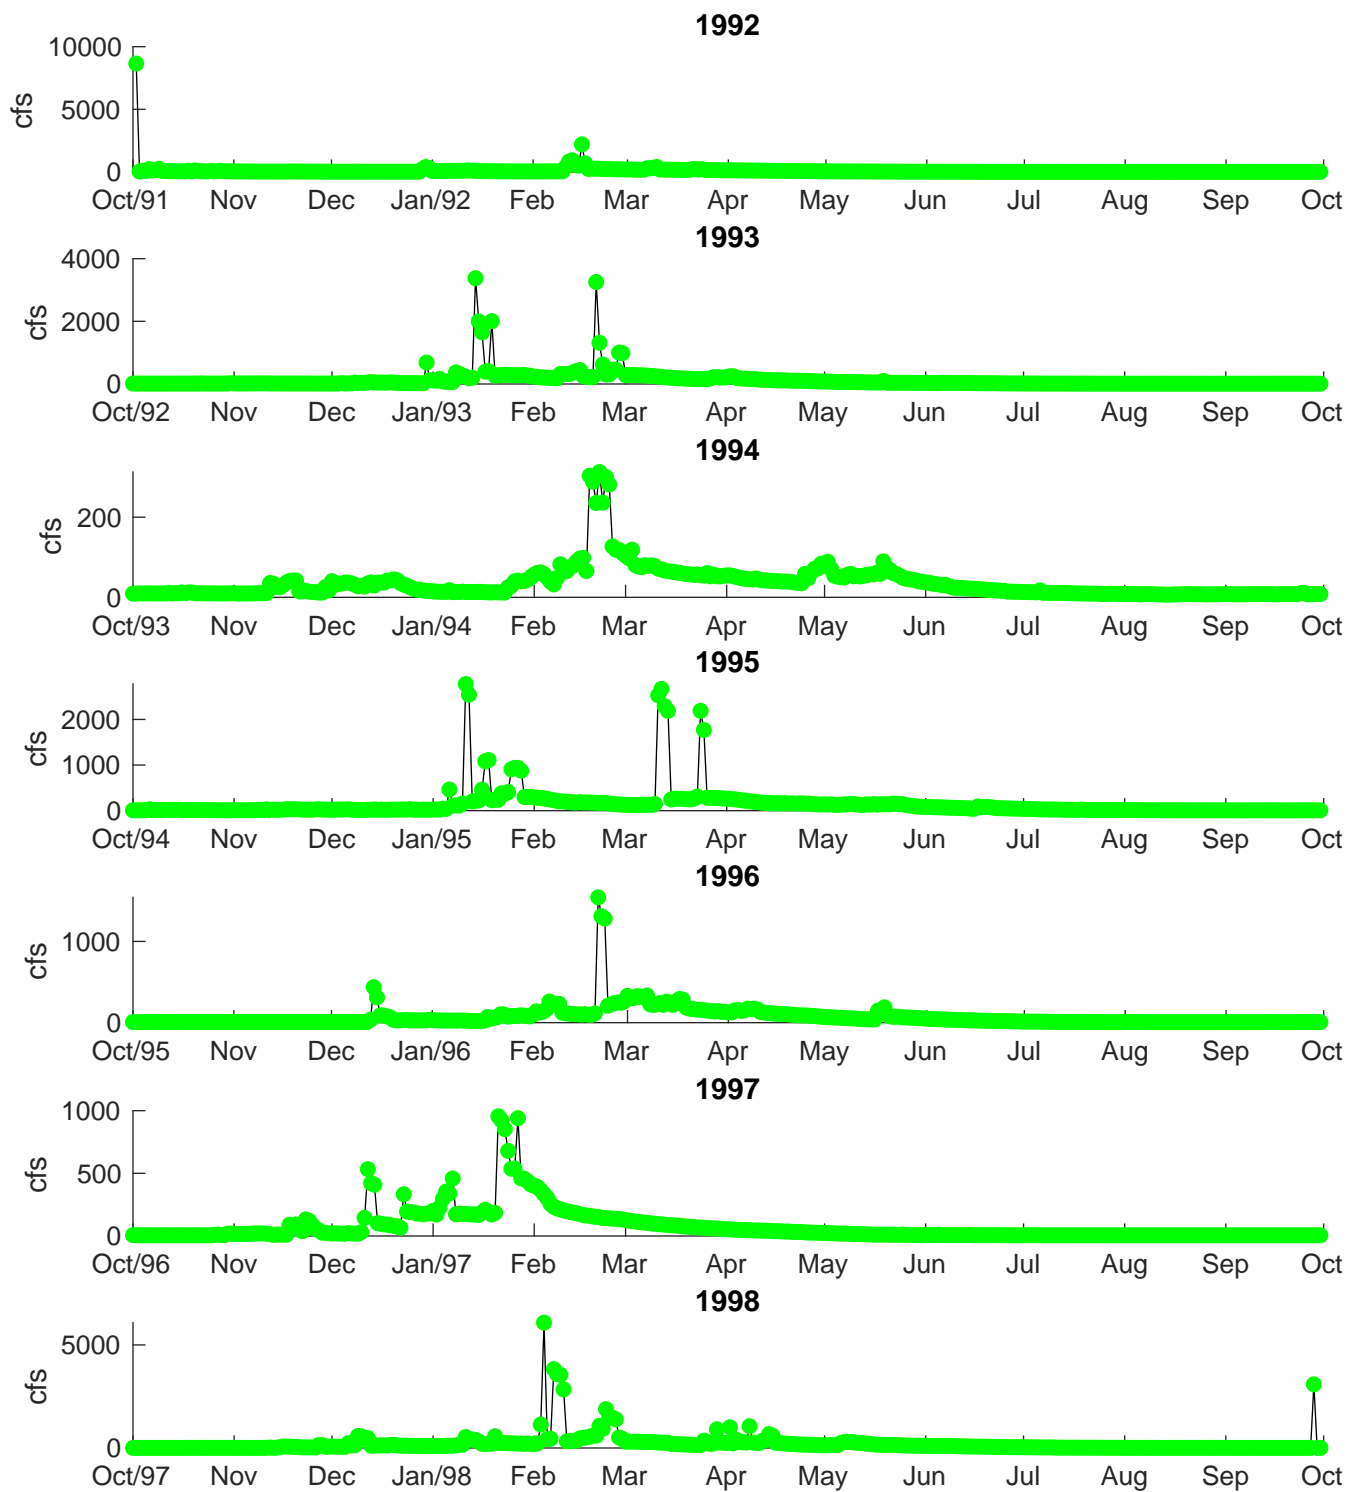 1992
10000
5000
0
cfs
Oct/91 Nov Dec Jan/92 Feb Mar Apr May Jun Jul Aug Sep Oct
1993
4000
2000
0
cfs
Oct/92 Nov Dec Jan/93 Feb Mar Apr May Jun Jul Aug Sep Oct
1994
200
0
cfs
Oct/93 Nov Dec Jan/94 Feb Mar Apr May Jun Jul Aug Sep Oct
1995
2000
1000
0
cfs
Oct/94 Nov Dec Jan/95 Feb Mar Apr May Jun Jul Aug Sep Oct
1996
1000
0
cfs
Oct/95 Nov Dec Jan/96 Feb Mar Apr May Jun Jul Aug Sep Oct
1997
1000
500
0
cfs
Oct/96 Nov Dec Jan/97 Feb Mar Apr May Jun Jul Aug Sep Oct
1998
5000
0
cfs
Oct/97 Nov Dec Jan/98 Feb Mar Apr May Jun Jul Aug Sep Oct